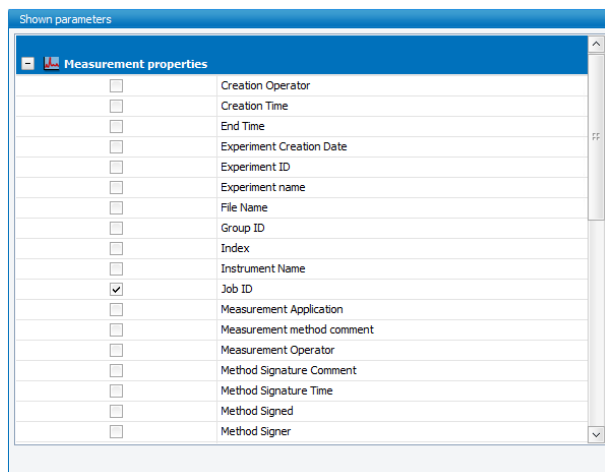 Shown parameters
Measurement properties
Creation Operator
Creation Time
End Time
Experiment Creation Date
Experiment ID
Experiment name
File Name
Group ID
Index
Instrument Name
Job ID
Measurement Application
Measurement method comment
Measurement Operator
Method Signature Comment
Method Signature Time
Method Signed
Method Signer